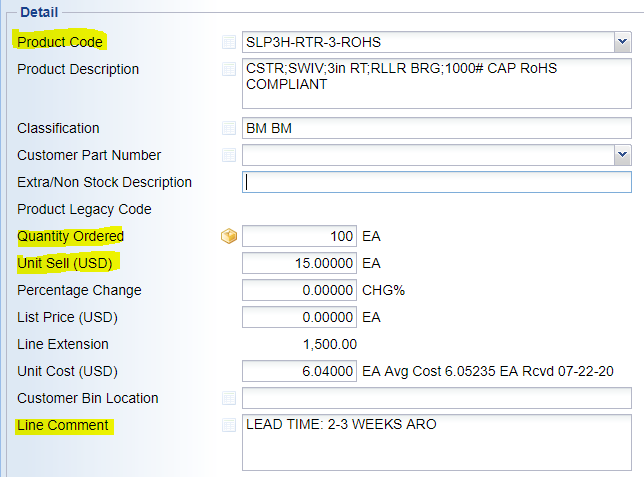 Detail
Product Code SLP3H-RTR-3-ROHS
Product Description CSTR;SWIV;3in RT;RLLR BRG;1000# CAP RoHS
COMPLIANT
Classification BM BM
Customer Part Number
Extra/Non Stock Description
Product Legacy Code
Quantity Ordered 100 EA
Unit Sell (USD) 15.00000 EA
Percentage Change 0.00000 CHG%
List Price (USD) 0.00000 EA
Line Extension 1,500.00
Unit Cost (USD) 6.04000 EA Avg Cost 6.05235 EA Rcvd 07-22-20
Customer Bin Location
Line Comment LEAD TIME: 2-3 WEEKS ARO